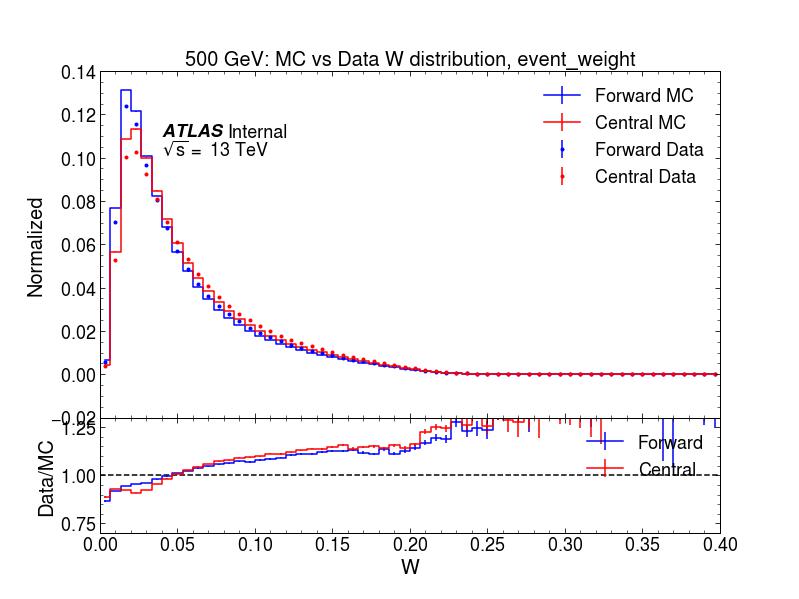 500 GeV: MC vs Data W distribution, event_weight
0.14
0.12
0.10
0.08
0.06
0.04
0.02
0.00
−0.02
Normalized
ATLAS Internal
√s = 13 TeV
Forward MC
Central MC
Forward Data
Central Data
1.25
1.00
0.75
Data/MC
Forward
Central
0.00 0.05 0.10 0.15 0.20 0.25 0.30 0.35 0.40
W